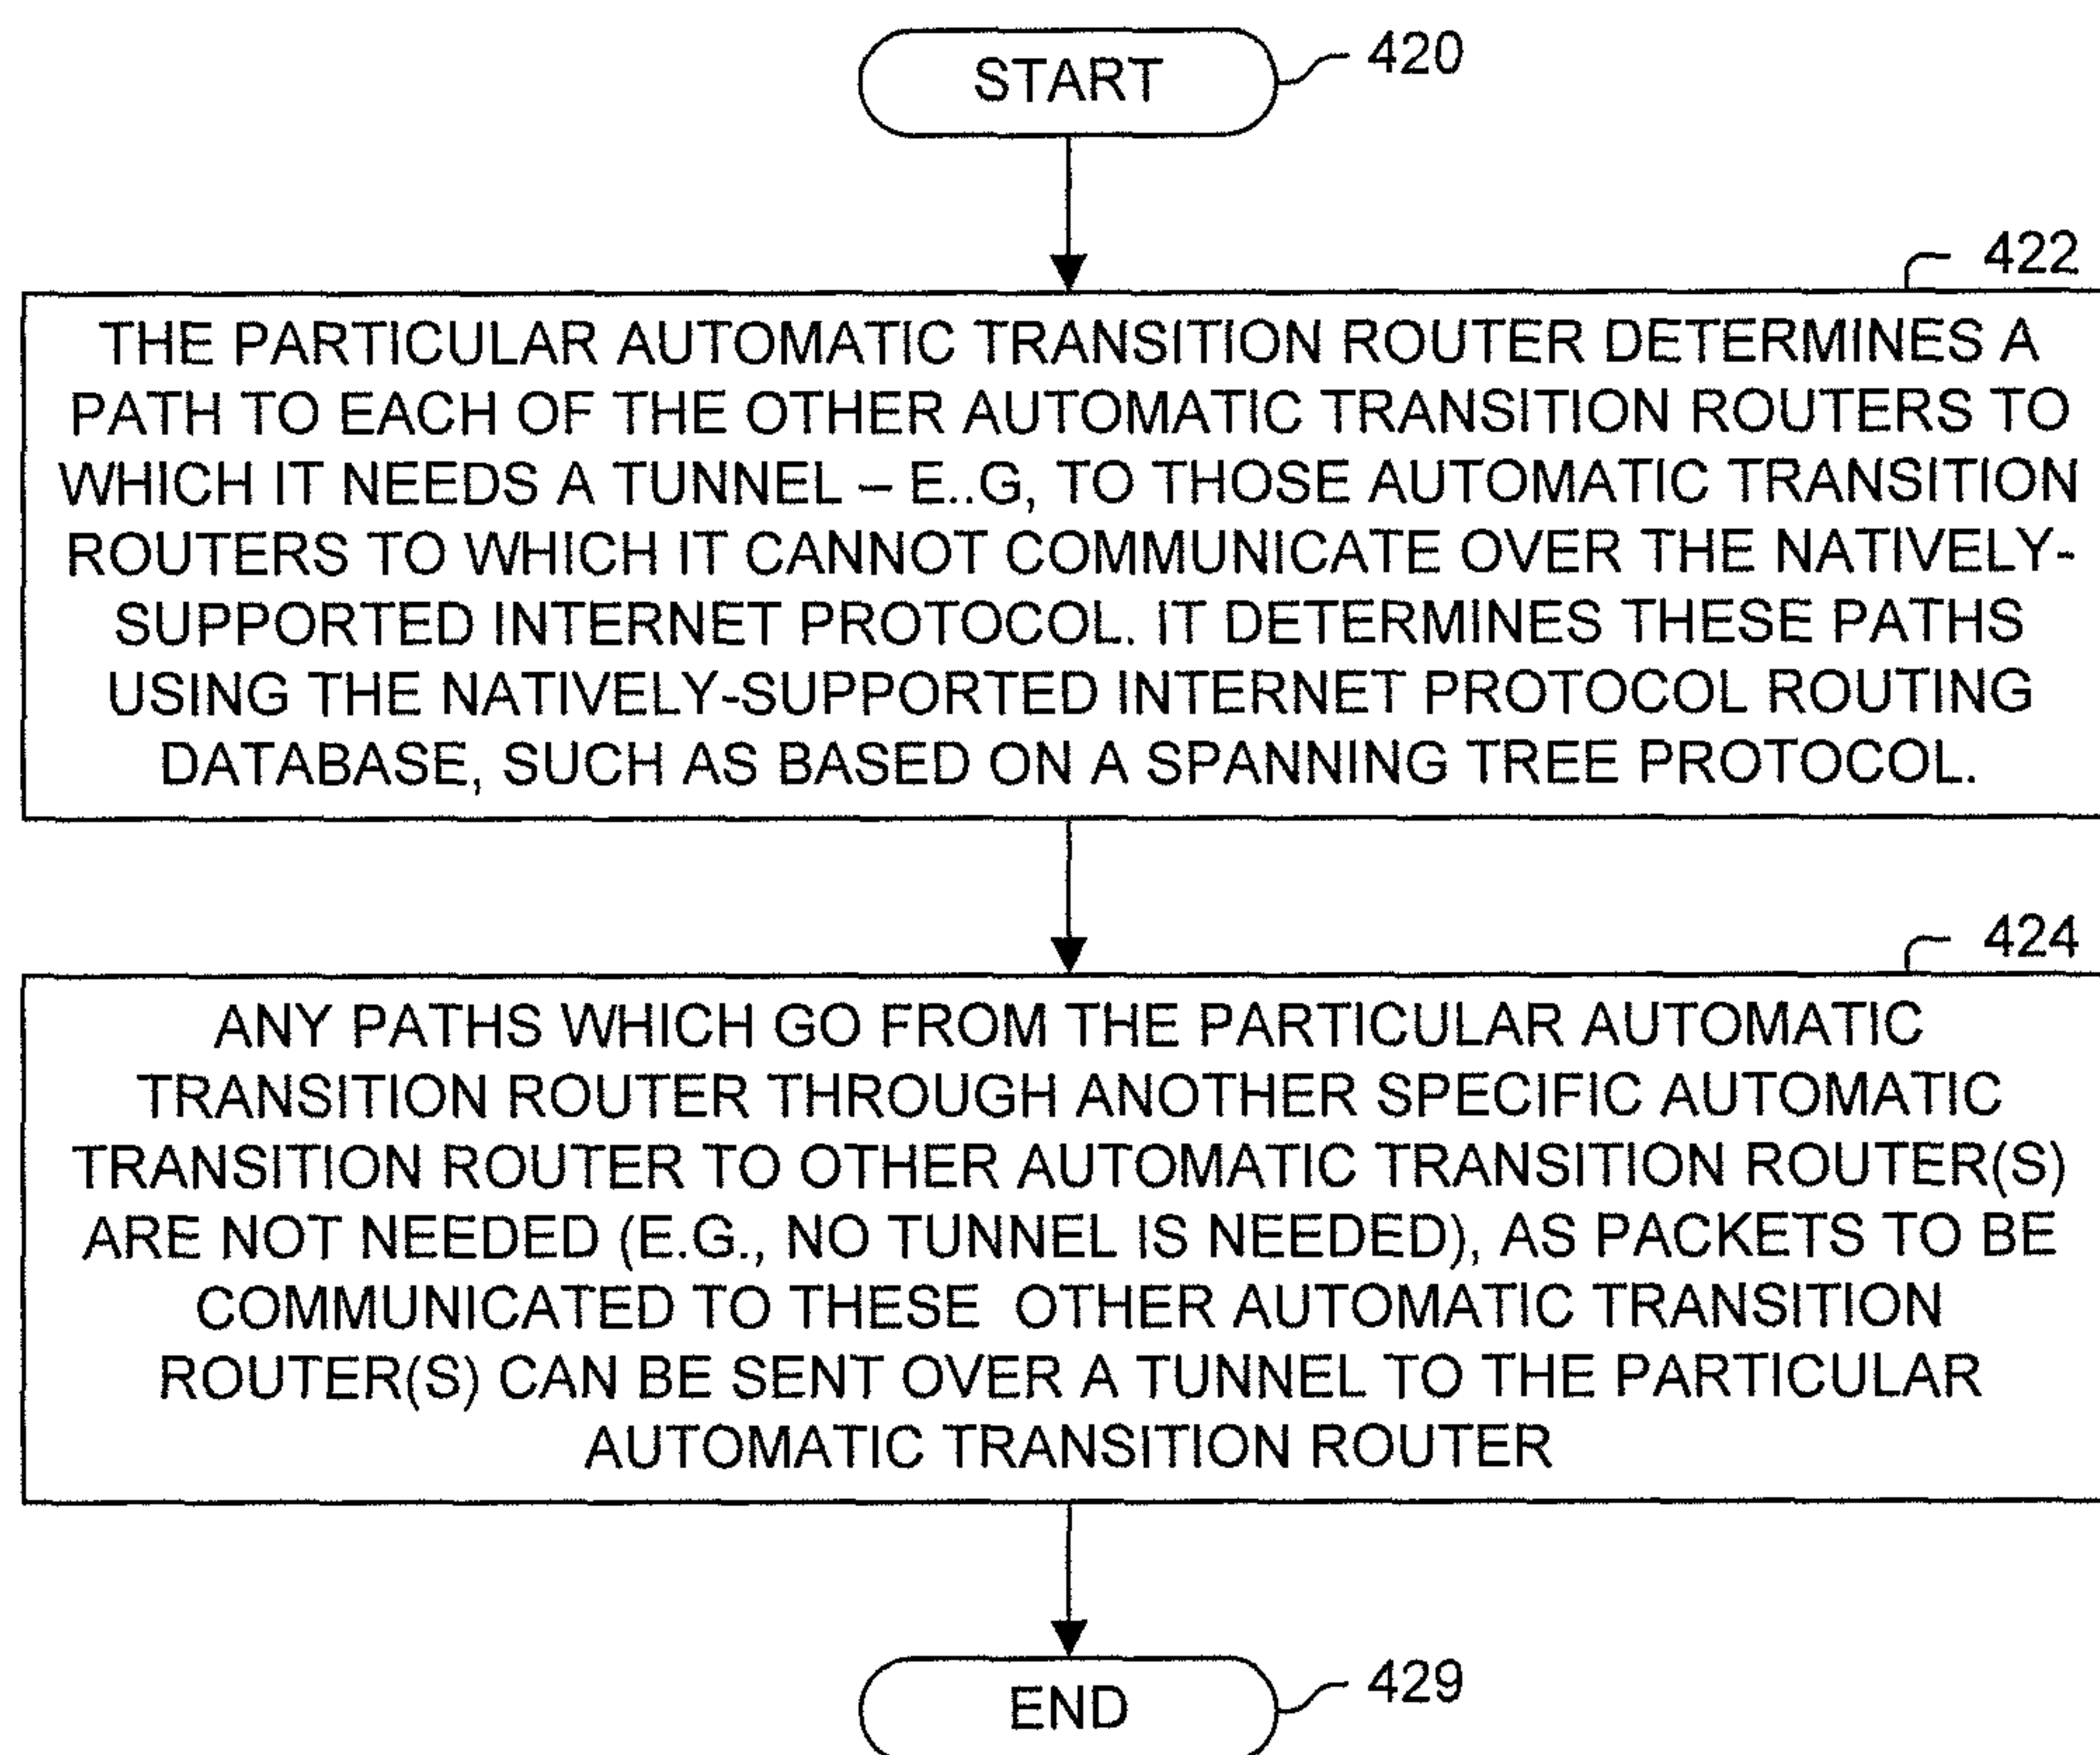 START
420
422
THE PARTICULAR AUTOMATIC TRANSITION ROUTER DETERMINES A
PATH TO EACH OF THE OTHER AUTOMATIC TRANSITION ROUTERS TO
WHICH IT NEEDS A TUNNEL – E..G, TO THOSE AUTOMATIC TRANSITION
ROUTERS TO WHICH IT CANNOT COMMUNICATE OVER THE NATIVELY-
SUPPORTED INTERNET PROTOCOL. IT DETERMINES THESE PATHS
USING THE NATIVELY-SUPPORTED INTERNET PROTOCOL ROUTING
DATABASE, SUCH AS BASED ON A SPANNING TREE PROTOCOL.
424
ANY PATHS WHICH GO FROM THE PARTICULAR AUTOMATIC
TRANSITION ROUTER THROUGH ANOTHER SPECIFIC AUTOMATIC
TRANSITION ROUTER TO OTHER AUTOMATIC TRANSITION ROUTER(S)
ARE NOT NEEDED (E.G., NO TUNNEL IS NEEDED), AS PACKETS TO BE
COMMUNICATED TO THESE OTHER AUTOMATIC TRANSITION
ROUTER(S) CAN BE SENT OVER A TUNNEL TO THE PARTICULAR
AUTOMATIC TRANSITION ROUTER
END
429